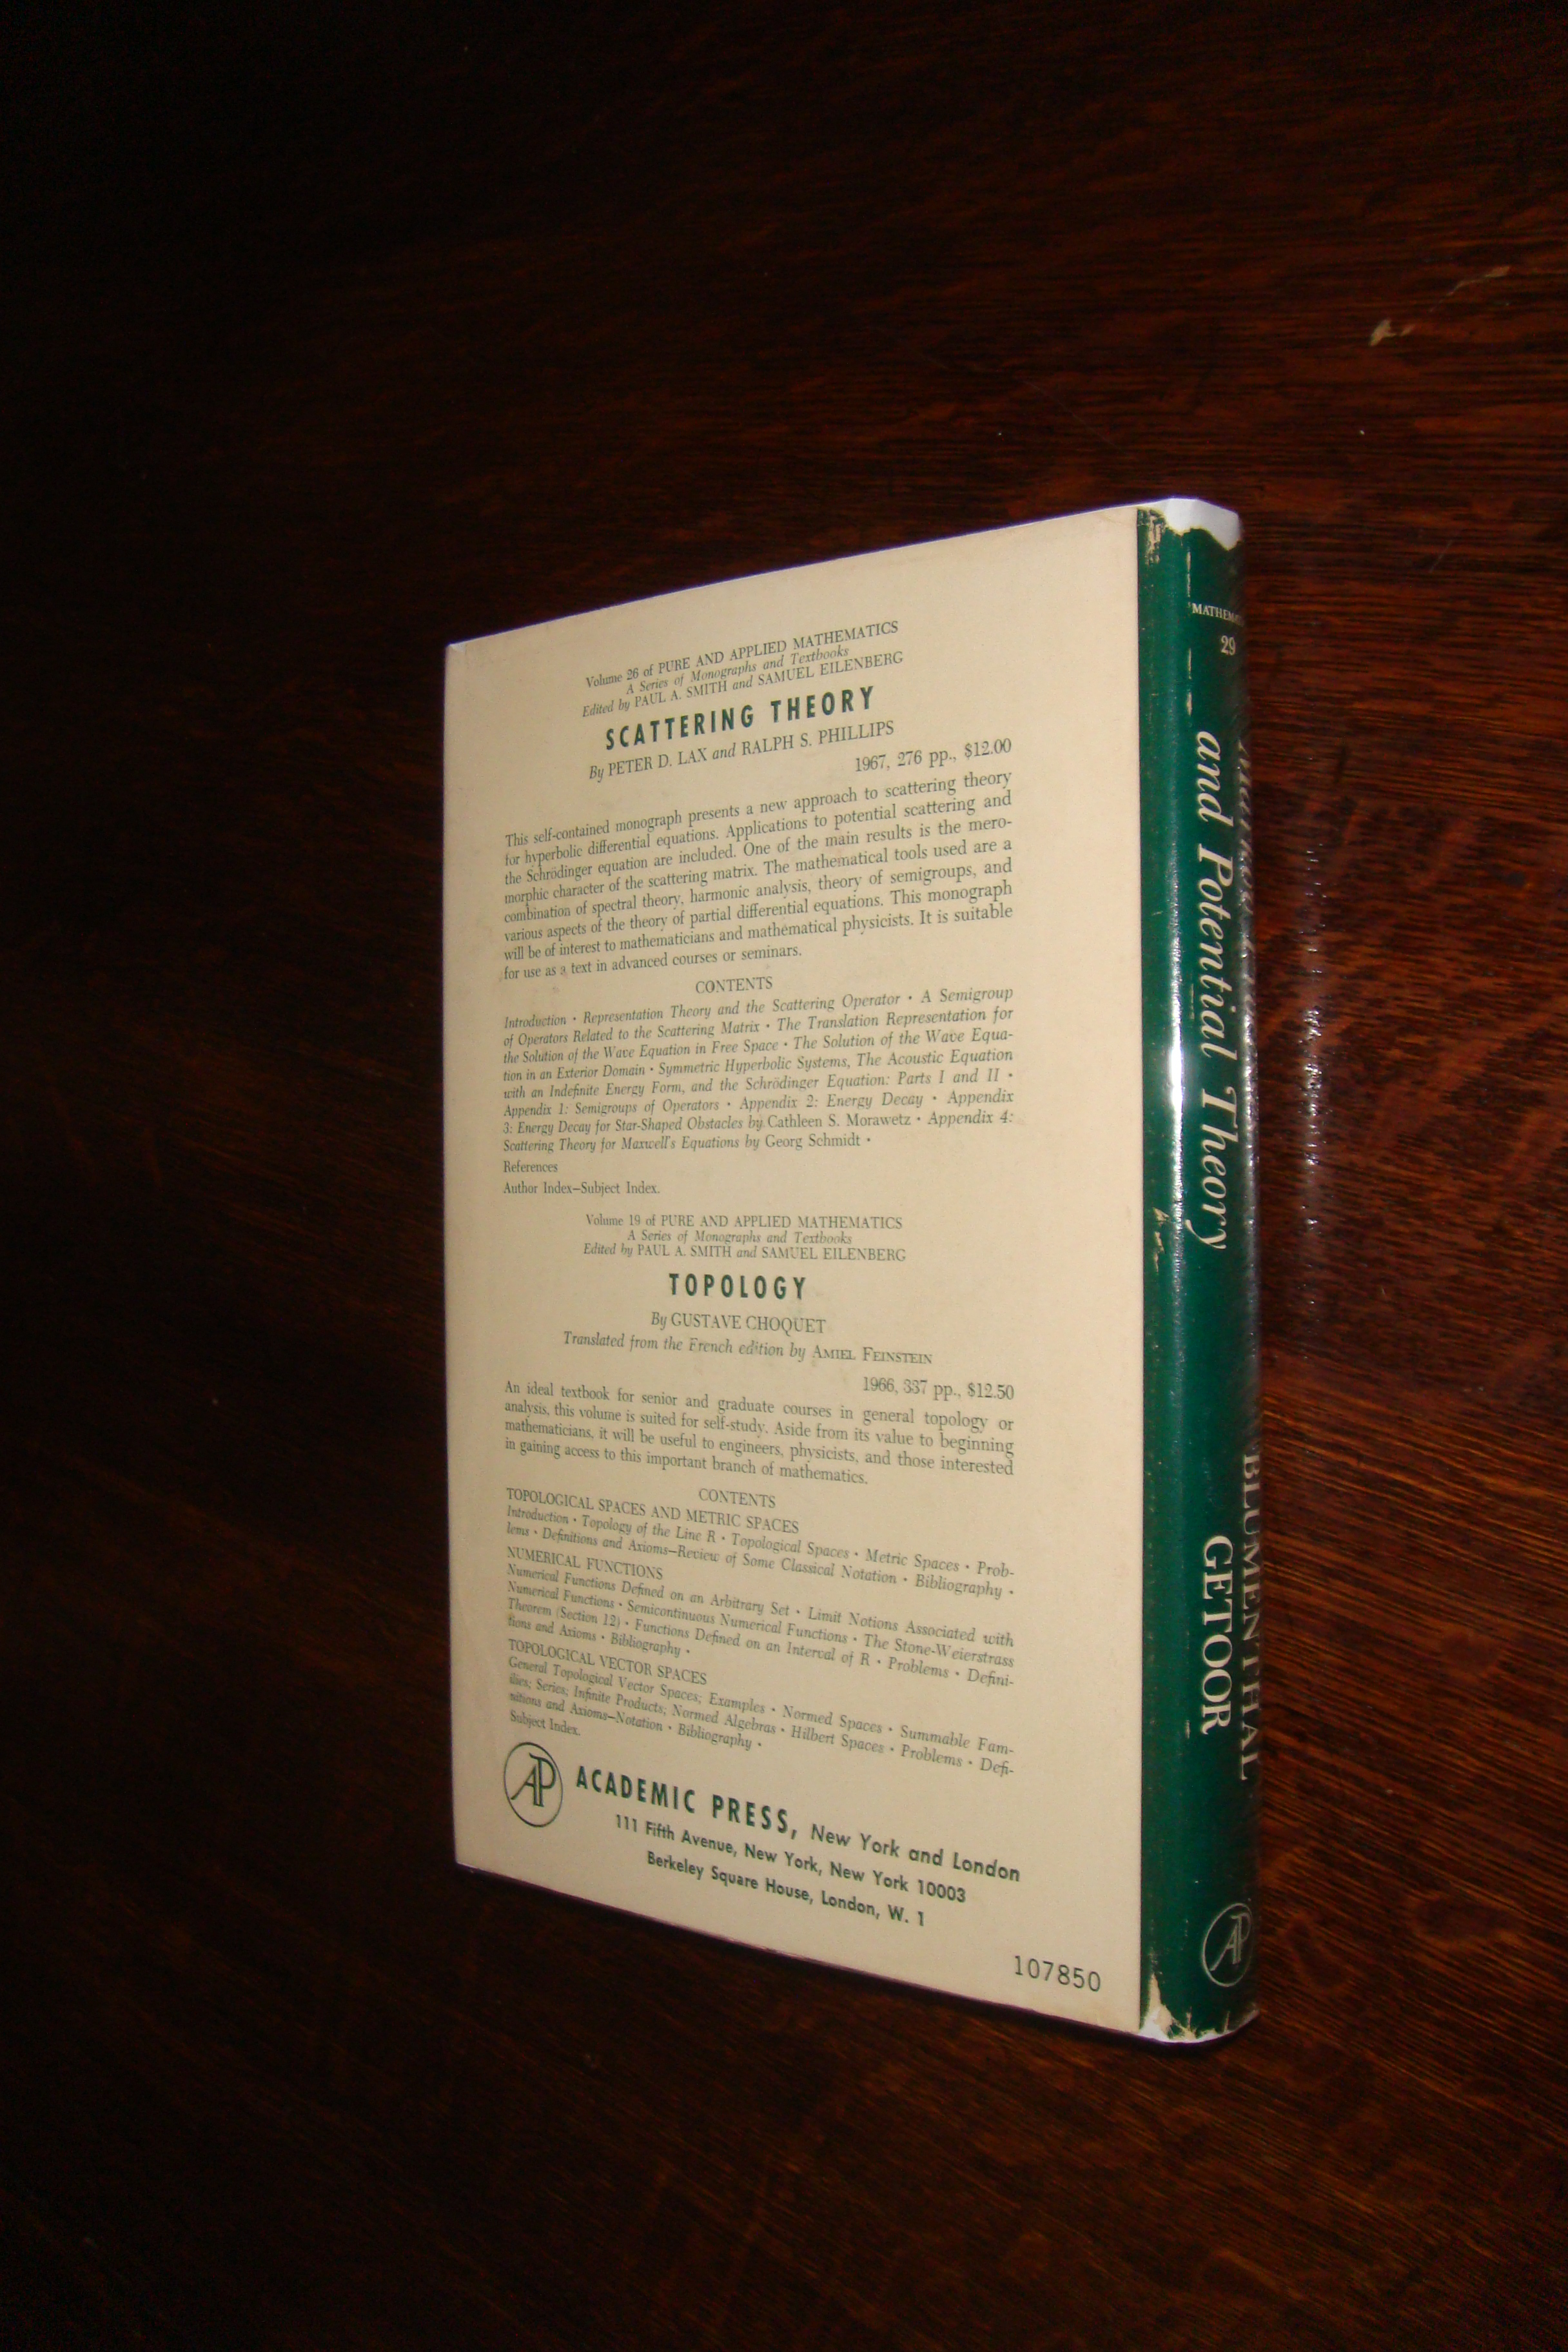 Volume 26 of PURE AND APPLIED MATHEMATICS
A Series of Monographs and Textbooks
Edited by PAUL A. SMITH and SAMUEL EILENBERG
SCATTERING THEORY
By PETER D. LAX and RALPH S. PHILLIPS
1967, 276 pp., $12.00
This self-contained monograph presents a new approach to scattering theory
for hyperbolic differential equations. Applications to potential scattering and
the Schrödinger equation are included. One of the main results is the mero-
morphic character of the scattering matrix. The mathematical tools used are a
combination of spectral theory, harmonic analysis, theory of semigroups, and
various aspects of the theory of partial differential equations. This monograph
will be of interest to mathematicians and mathematical physicists. It is suitable
for use as a text in advanced courses or seminars.
CONTENTS
Introduction • Representation Theory and the Scattering Operator • A Semigroup
of Operators Related to the Scattering Matrix • The Translation Representation for
the Solution of the Wave Equation in Free Space • The Solution of the Wave Equa-
tion in an Exterior Domain • Symmetric Hyperbolic Systems, The Acoustic Equation
with an Indefinite Energy Form, and the Schrödinger Equation: Parts I and II •
Appendix 1: Semigroups of Operators • Appendix 2: Energy Decay • Appendix
3: Energy Decay for Star-Shaped Obstacles by Cathleen S. Morawetz • Appendix 4:
Scattering Theory for Maxwell's Equations by Georg Schmidt •
References
Author Index–Subject Index.
Volume 19 of PURE AND APPLIED MATHEMATICS
A Series of Monographs and Textbooks
Edited by PAUL A. SMITH and SAMUEL EILENBERG
TOPOLOGY
By GUSTAVE CHOQUET
Translated from the French edition by AMIEL FEINSTEIN
1966, 337 pp., $12.50
An ideal textbook for senior and graduate courses in general topology or
analysis, this volume is suited for self-study. Aside from its value to beginning
mathematicians, it will be useful to engineers, physicists, and those interested
in gaining access to this important branch of mathematics.
CONTENTS
TOPOLOGICAL SPACES AND METRIC SPACES
Introduction • Topology of the Line R • Topological Spaces • Metric Spaces • Prob-
lems • Definitions and Axioms–Review of Some Classical Notation • Bibliography •
NUMERICAL FUNCTIONS
Numerical Functions Defined on an Arbitrary Set • Limit Notions Associated with
Numerical Functions • Semicontinuous Numerical Functions • The Stone-Weierstrass
Theorem (Section 12) • Functions Defined on an Interval of R • Problems • Defini-
tions and Axioms • Bibliography •
TOPOLOGICAL VECTOR SPACES
General Topological Vector Spaces; Examples • Normed Spaces • Summable Fam-
ilies; Series; Infinite Products; Normed Algebras • Hilbert Spaces • Problems • Defi-
nitions and Axioms–Notation • Bibliography •
Subject Index.
AP
ACADEMIC PRESS, New York and London
111 Fifth Avenue, New York, New York 10003
Berkeley Square House, London, W. 1
107850
29
and Potential Theory
BLUMENTHAL
GETOOR
AP